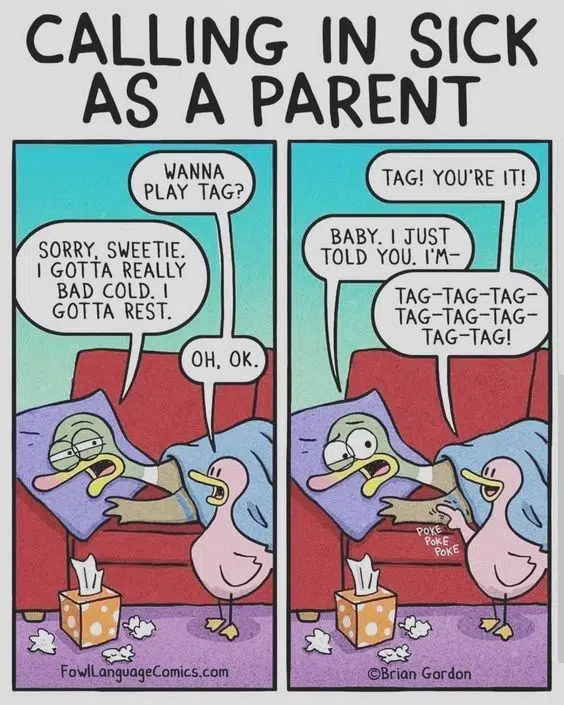 CALLING IN SICK
AS A PARENT
WANNA
PLAY TAG?
SORRY, SWEETIE.
I GOTTA REALLY
BAD COLD. I
GOTTA REST.
OH, OK.
FowlLanguageComics.com
TAG! YOU'RE IT!
BABY. I JUST
TOLD YOU. I'M-
TAG-TAG-TAG-
TAG-TAG-TAG-
TAG-TAG!
POKE
POKE
POKE
©Brian Gordon